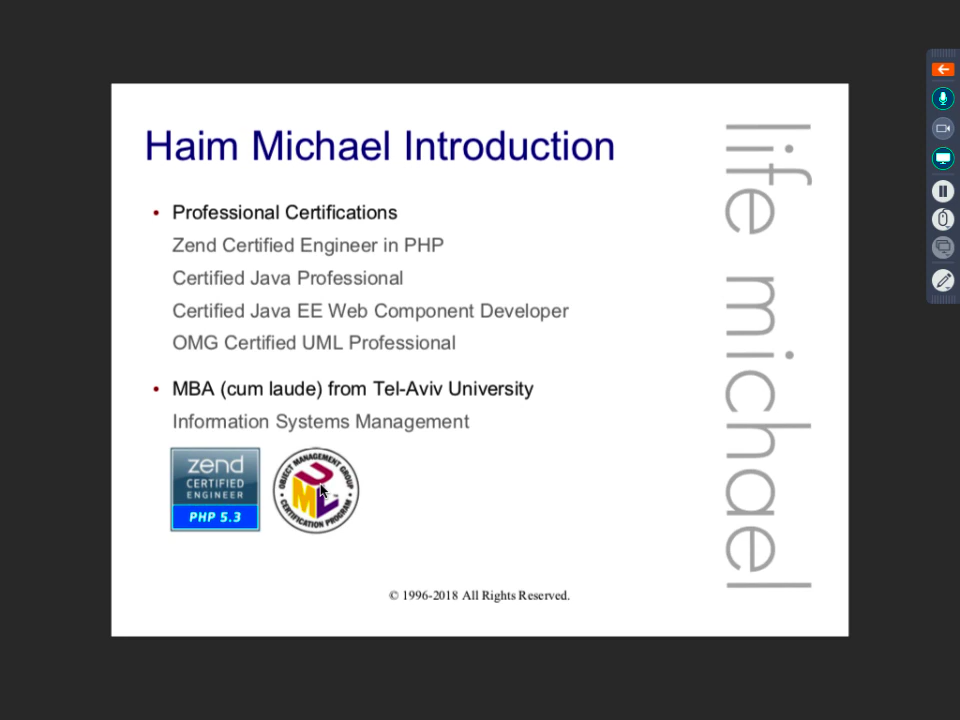 Haim Michael Introduction
• Professional Certifications
Zend Certified Engineer in PHP
Certified Java Professional
Certified Java EE Web Component Developer
OMG Certified UML Professional
• MBA (cum laude) from Tel-Aviv University
Information Systems Management
zend
CERTIFIED
ENGINEER
PHP 5.3
OBJECT MANAGEMENT GROUP
UML
CERTIFICATION PROGRAM
© 1996-2018 All Rights Reserved.
life michael